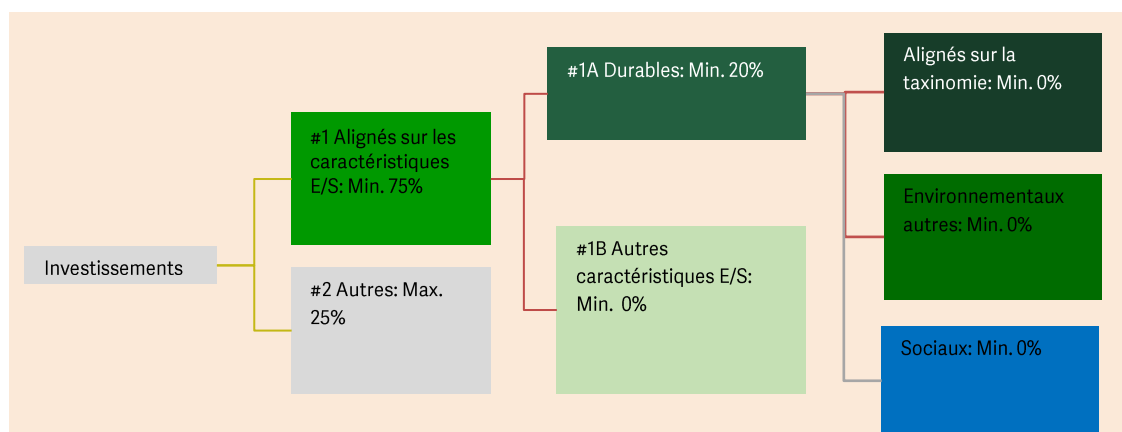 Investissements
#1 Alignés sur les
caractéristiques
E/S: Min. 75%
#2 Autres: Max.
25%
#1A Durables: Min. 20%
#1B Autres
caractéristiques E/S:
Min. 0%
Alignés sur la
taxinomie: Min. 0%
Environnementaux
autres: Min. 0%
Sociaux: Min. 0%